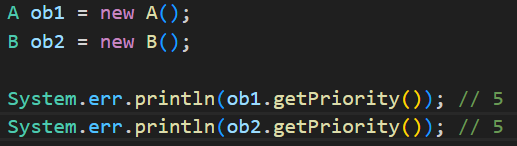 A ob1 = new A();
B ob2 = new B();
System.err.println(ob1.getPriority()); // 5
System.err.println(ob2.getPriority()); // 5